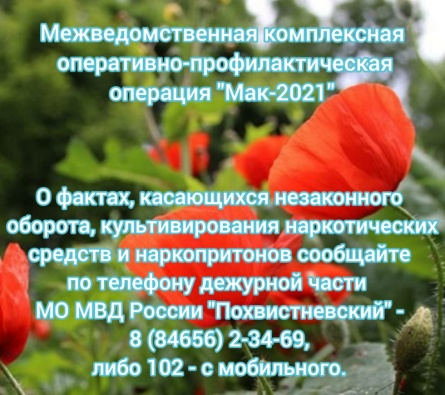 Межведомственная комплексная
оперативно-профилактическая
операция "Мак-2021"
О фактах, касающихся незаконного
оборота, культивирования наркотических
средств и наркопритонов сообщайте
по телефону дежурной части
МО МВД России "Похвистневский" -
8 (84656) 2-34-69,
либо 102 - с мобильного.